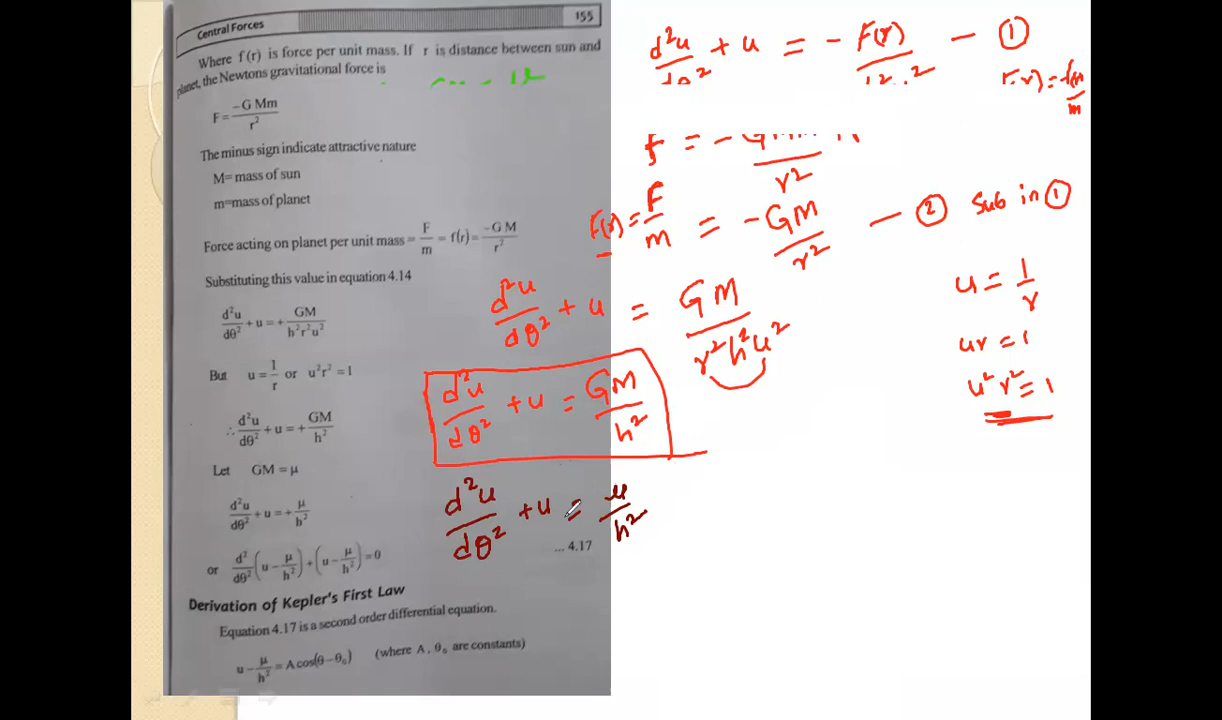 Central Forces 155
Where f(r) is force per unit mass. If r is distance between sun and
planet, the Newtons gravitational force is
F = −G Mm / r²
The minus sign indicate attractive nature
M= mass of sun
m=mass of planet
Force acting on planet per unit mass = F/m = f(r) = −G M / r²
Substituting this value in equation 4.14
d²u/dθ² + u = + GM / h²r²u²
But u = 1/r or u²r² = 1
∴ d²u/dθ² + u = + GM / h²
Let GM = μ
d²u/dθ² + u = + μ/h²
or d²/dθ² (u − μ/h²) + (u − μ/h²) = 0 ... 4.17
Derivation of Kepler's First Law
Equation 4.17 is a second order differential equation.
u − μ/h² = A cos(θ − θ₀) (where A, θ₀ are constants)
d²u/dθ² + u = − F(r) — ①
F(r) = F/m = −GM/r² — ② Sub in ①
d²u/dθ² + u = GM / r²h²u²
u = 1/r
ur = 1
u²r² = 1
d²u/dθ² + u = GM/h²
d²u/dθ² + u = μ/h²